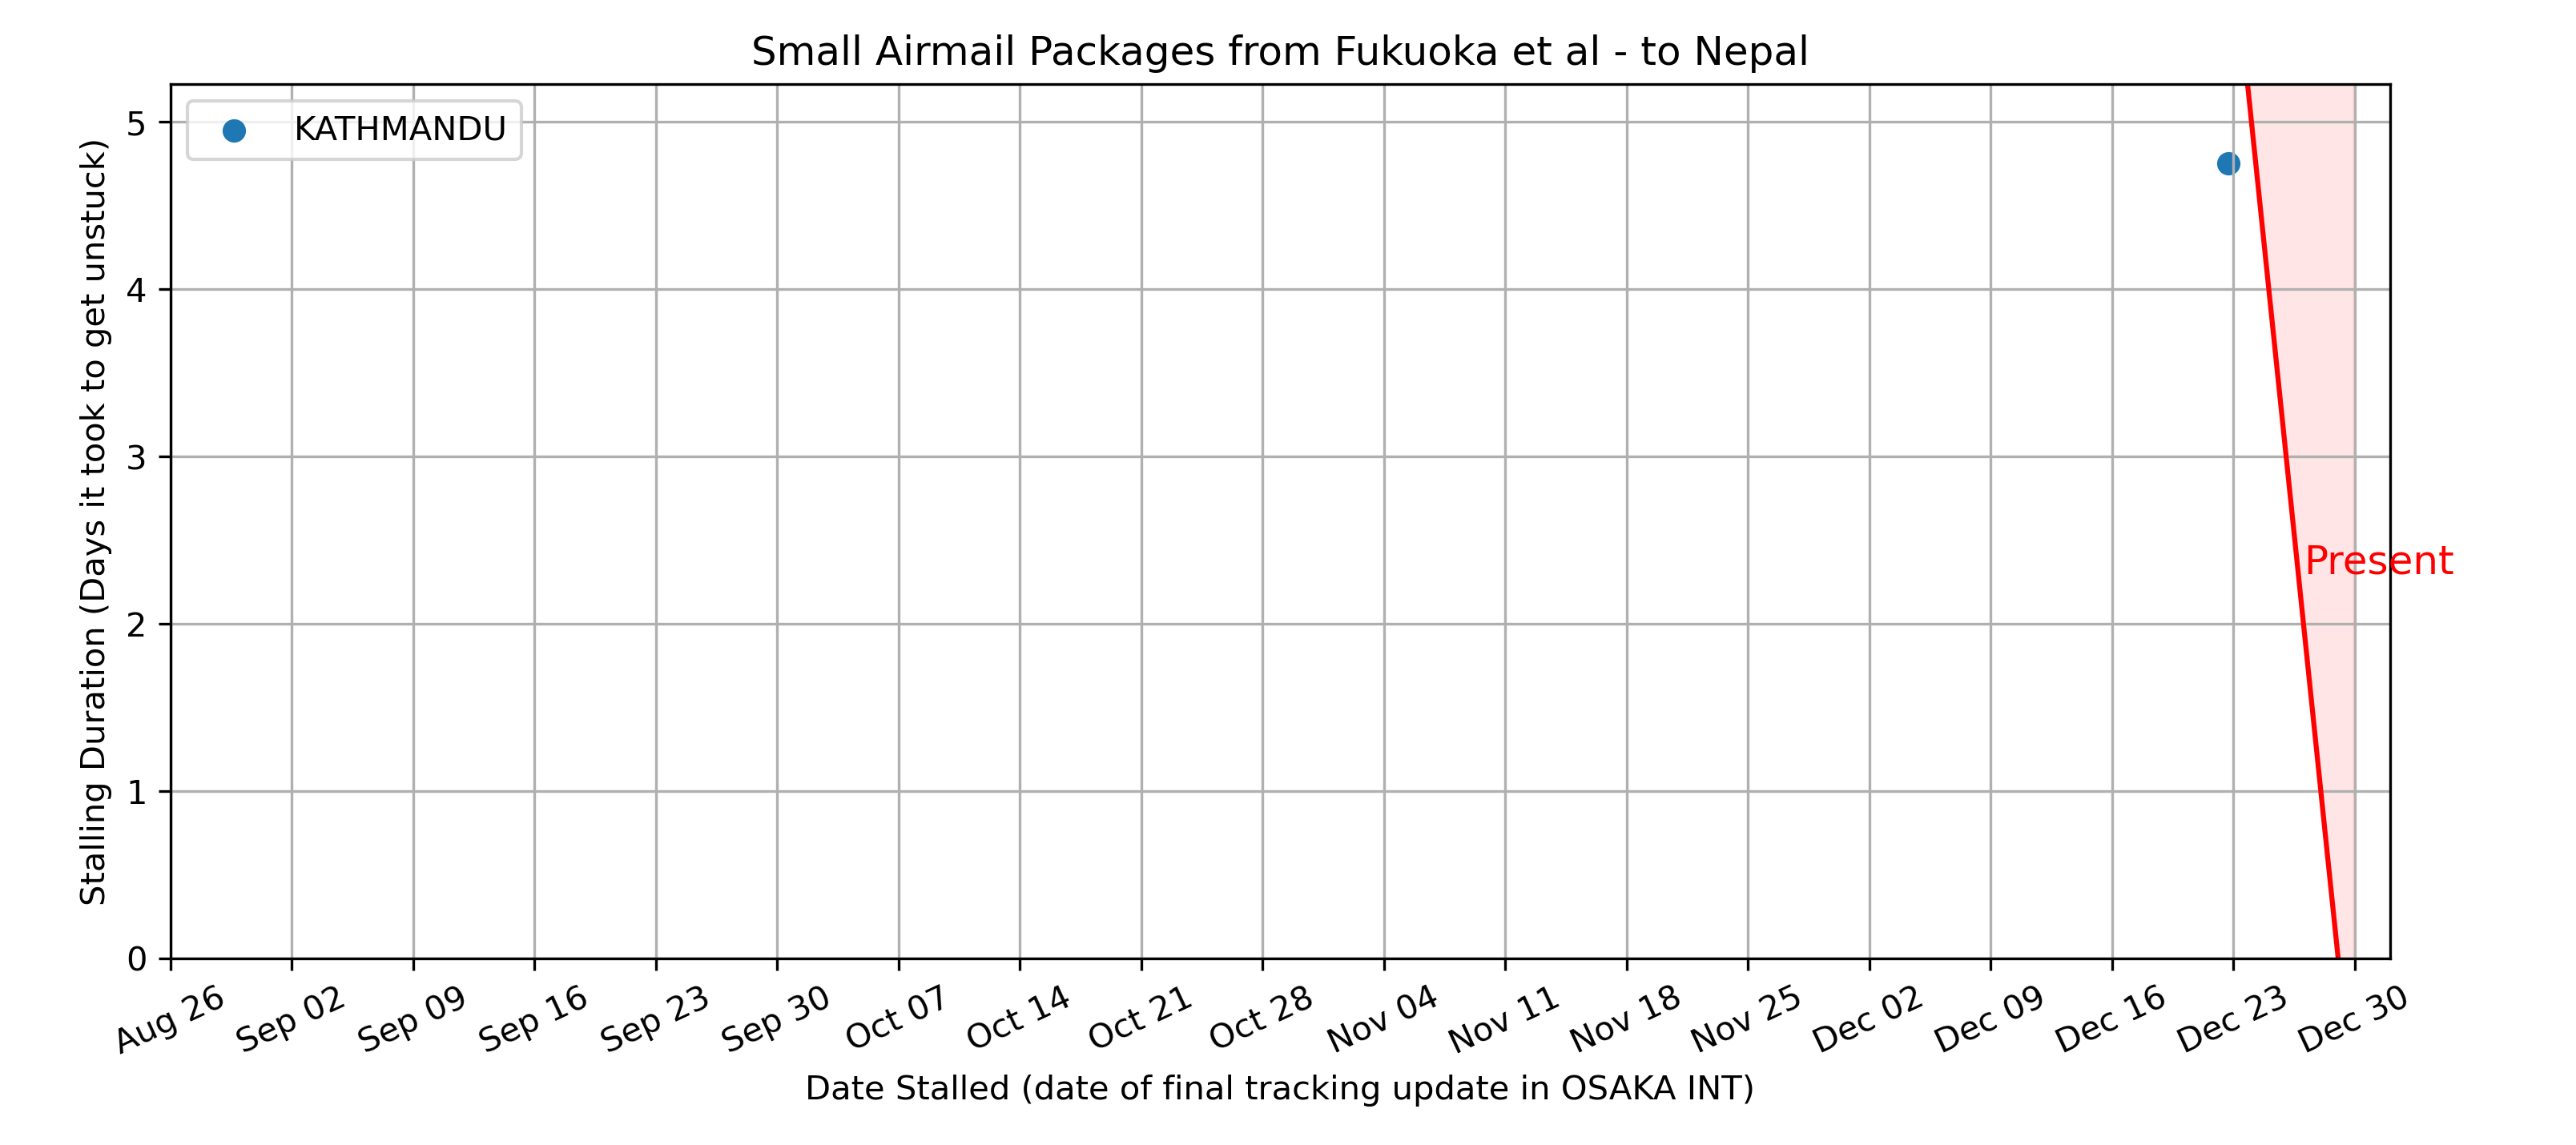 Small Airmail Packages from Fukuoka et al - to Nepal
KATHMANDU
Stalling Duration (Days it took to get unstuck)
5
4
3
2
1
0
Present
Aug 26
Sep 02
Sep 09
Sep 16
Sep 23
Sep 30
Oct 07
Oct 14
Oct 21
Oct 28
Nov 04
Nov 11
Nov 18
Nov 25
Dec 02
Dec 09
Dec 16
Dec 23
Dec 30
Date Stalled (date of final tracking update in OSAKA INT)